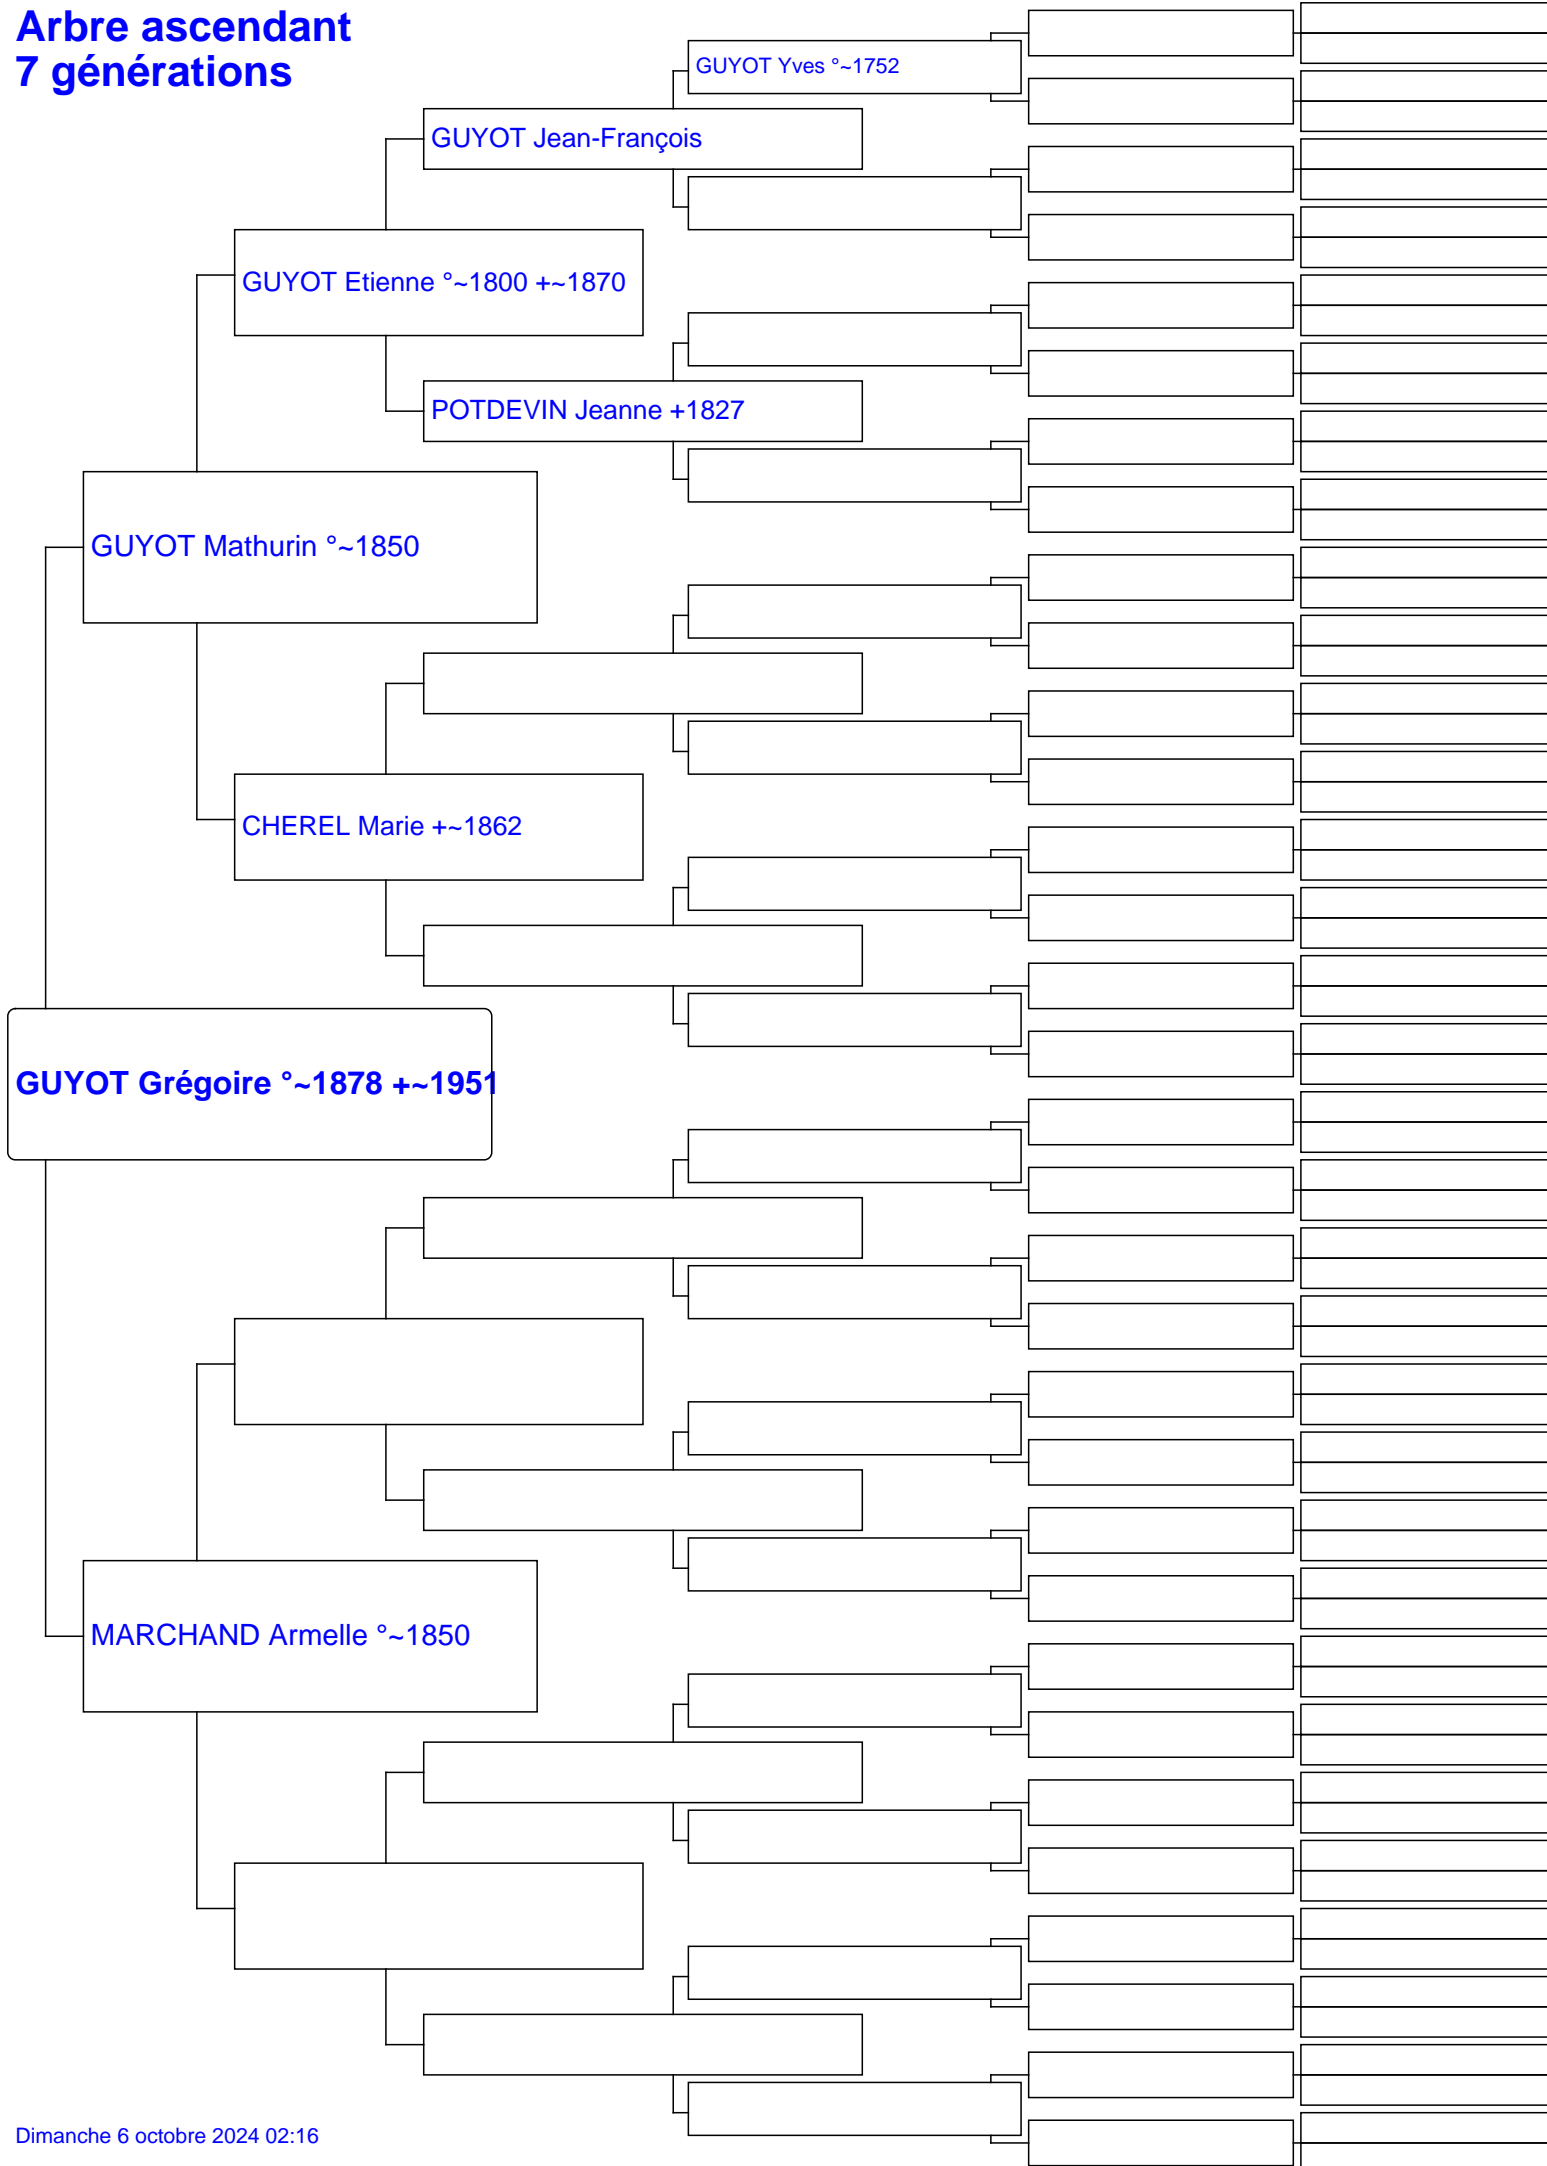 Arbre ascendant
7 générations
GUYOT Yves °~1752
GUYOT Jean-François
GUYOT Etienne °~1800 +~1870
POTDEVIN Jeanne +1827
GUYOT Mathurin °~1850
CHEREL Marie +~1862
GUYOT Grégoire °~1878 +~1951
MARCHAND Armelle °~1850
Dimanche 6 octobre 2024 02:16